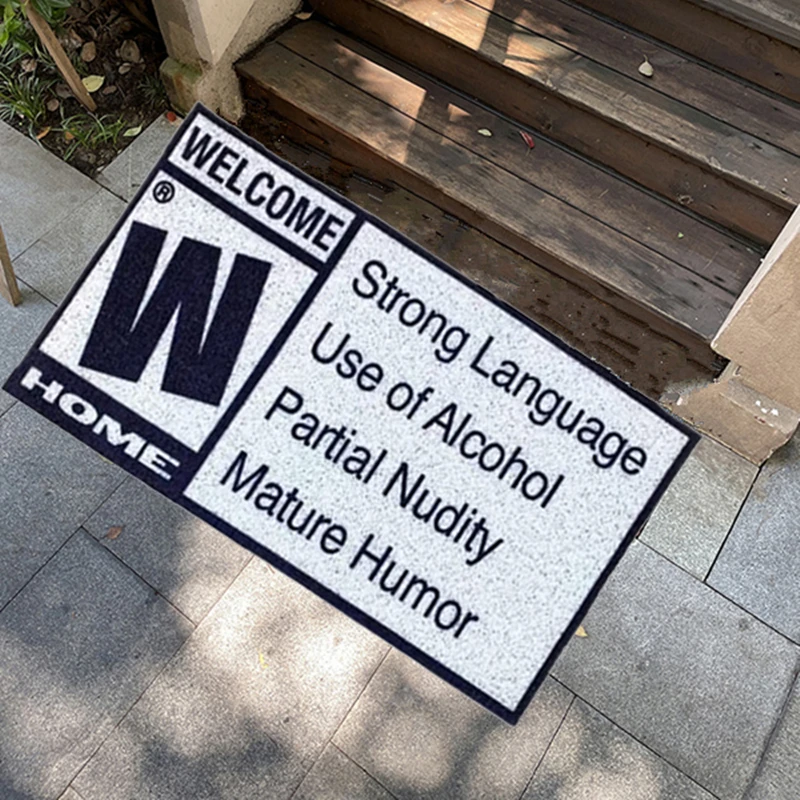 WELCOME
®
W
HOME
Strong Language
Use of Alcohol
Partial Nudity
Mature Humor